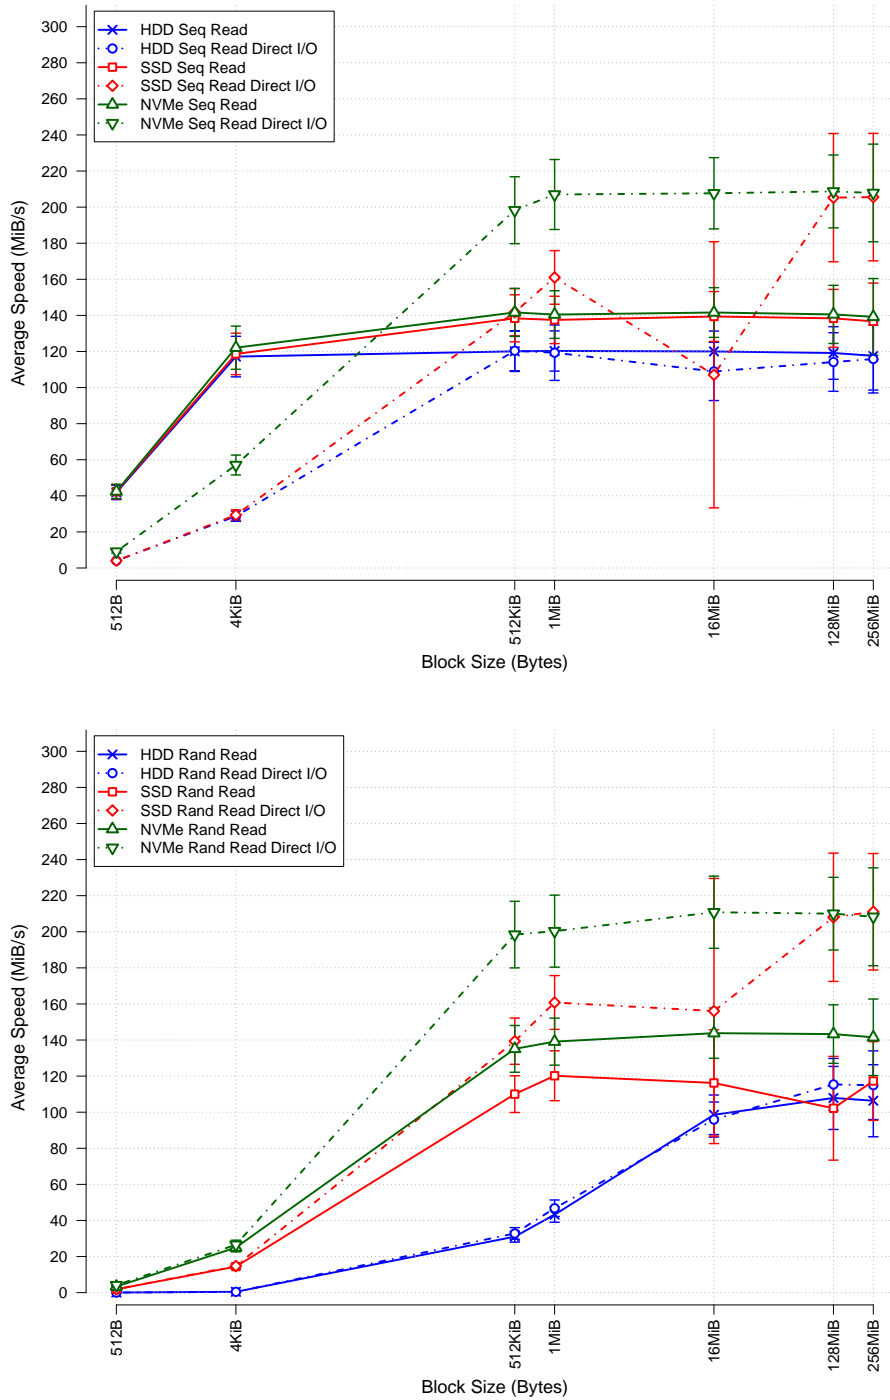 300
280
260
240
220
200
180
160
140
120
100
80
60
40
20
0
Average Speed (MiB/s)
HDD Seq Read
HDD Seq Read Direct I/O
SSD Seq Read
SSD Seq Read Direct I/O
NVMe Seq Read
NVMe Seq Read Direct I/O
512B
4KiB
512KiB
1MiB
16MiB
128MiB
256MiB
Block Size (Bytes)
300
280
260
240
220
200
180
160
140
120
100
80
60
40
20
0
Average Speed (MiB/s)
HDD Rand Read
HDD Rand Read Direct I/O
SSD Rand Read
SSD Rand Read Direct I/O
NVMe Rand Read
NVMe Rand Read Direct I/O
512B
4KiB
512KiB
1MiB
16MiB
128MiB
256MiB
Block Size (Bytes)